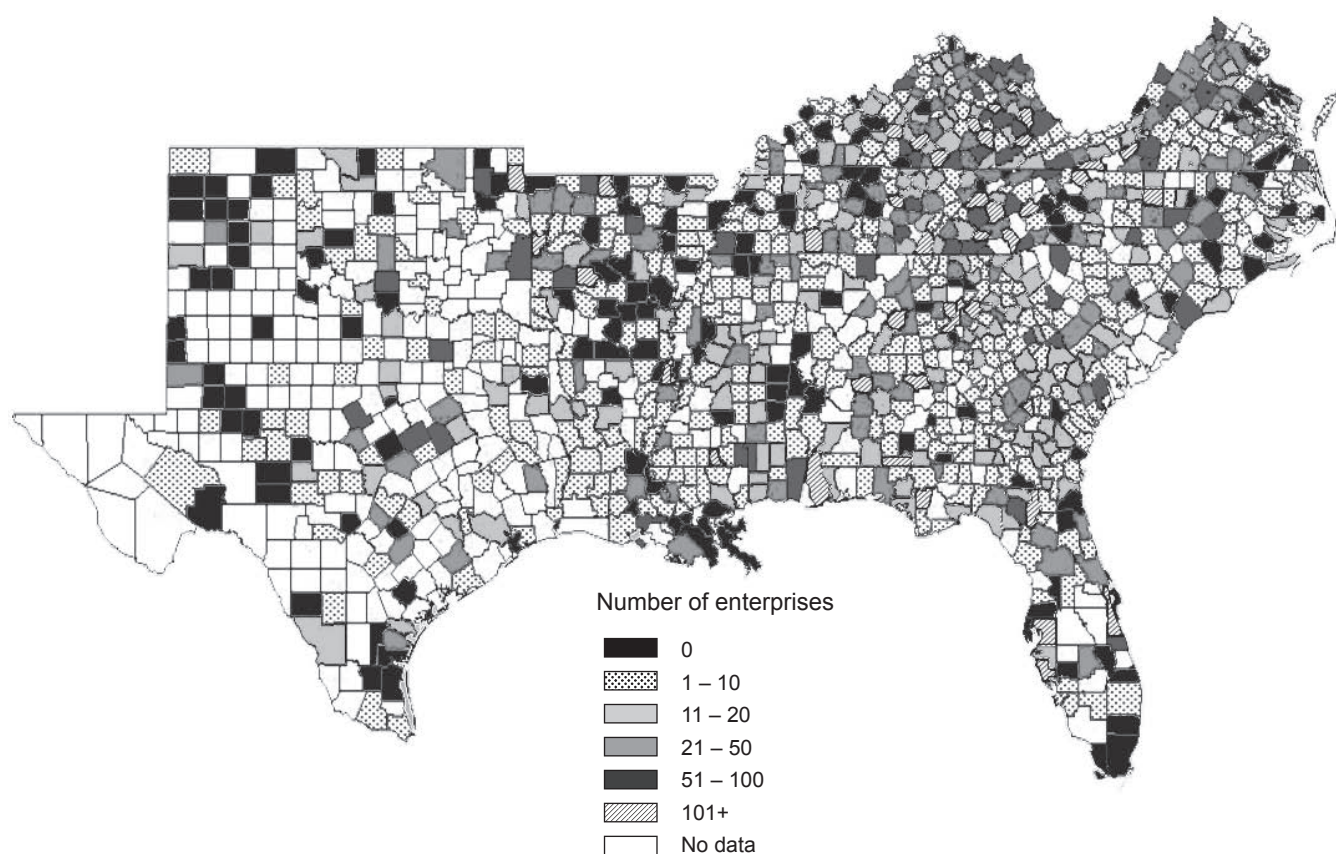 Number of enterprises
0
1 – 10
11 – 20
21 – 50
51 – 100
101+
No data